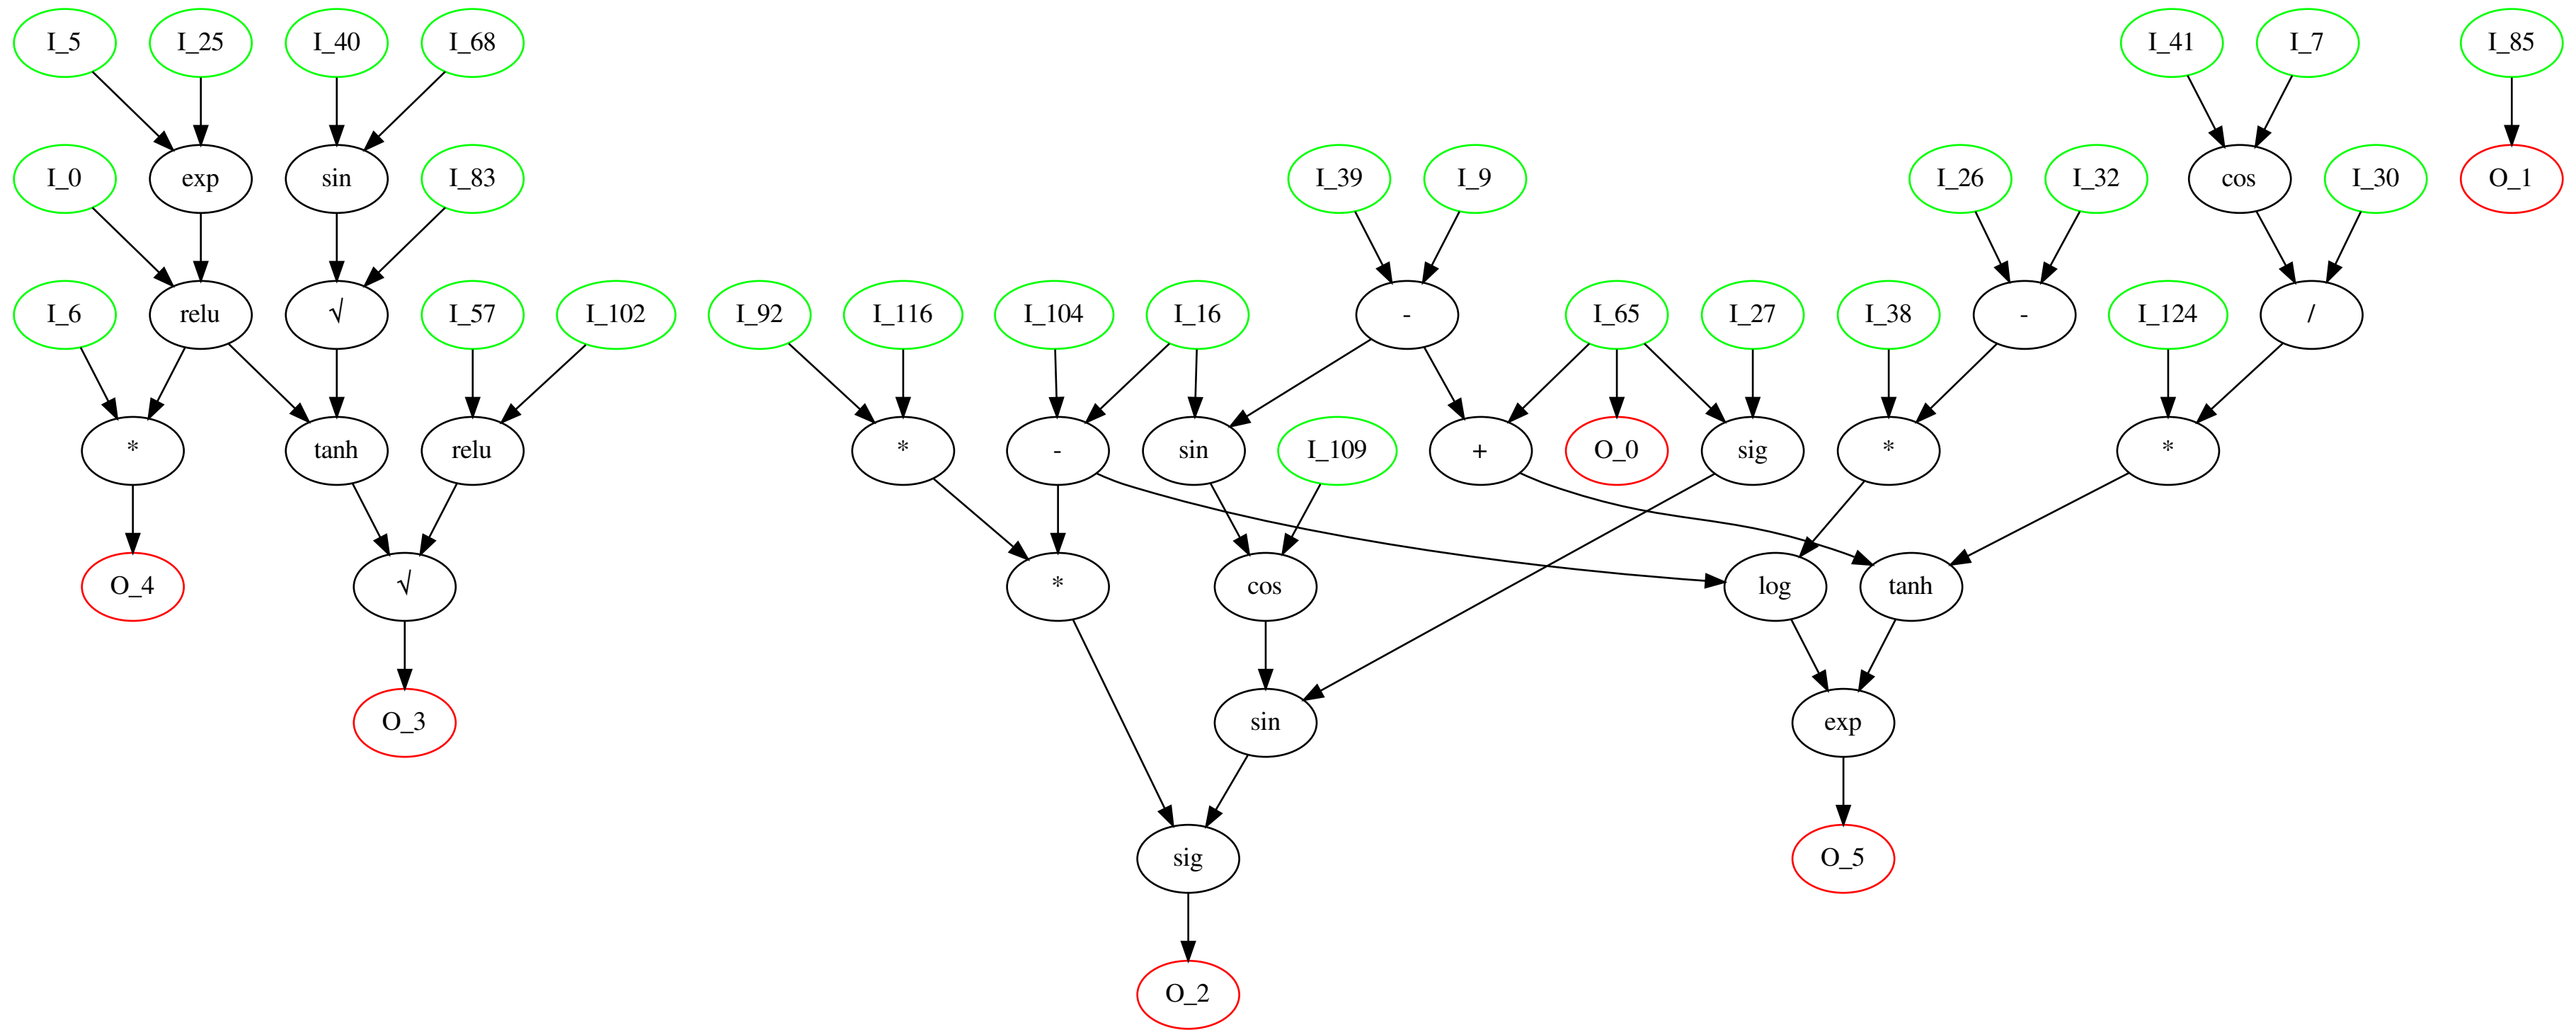 I_5 I_25 I_40 I_68 I_41 I_7 I_85
I_0 exp sin I_83 I_39 I_9 I_26 I_32 cos I_30 O_1
I_6 relu √ I_57 I_102 I_92 I_116 I_104 I_16 - I_65 I_27 I_38 - I_124 /
* tanh relu * - sin I_109 + O_0 sig * *
O_4 √ * cos log tanh
O_3 sin exp
sig O_5
O_2